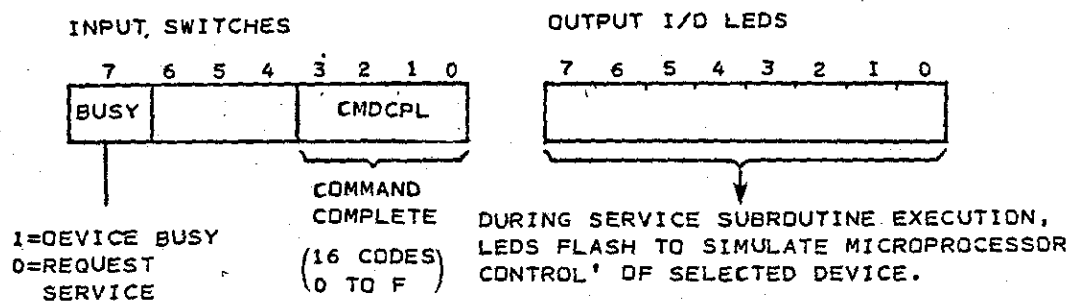 INPUT SWITCHES
OUTPUT I/O LEDS
7 6 5 4 3 2 1 0
7 6 5 4 3 2 I 0
BUSY
CMDCPL
COMMAND
COMPLETE
(16 CODES
0 TO F)
1=DEVICE BUSY
0=REQUEST
SERVICE
DURING SERVICE SUBROUTINE EXECUTION,
LEDS FLASH TO SIMULATE MICROPROCESSOR
CONTROL' OF SELECTED DEVICE.